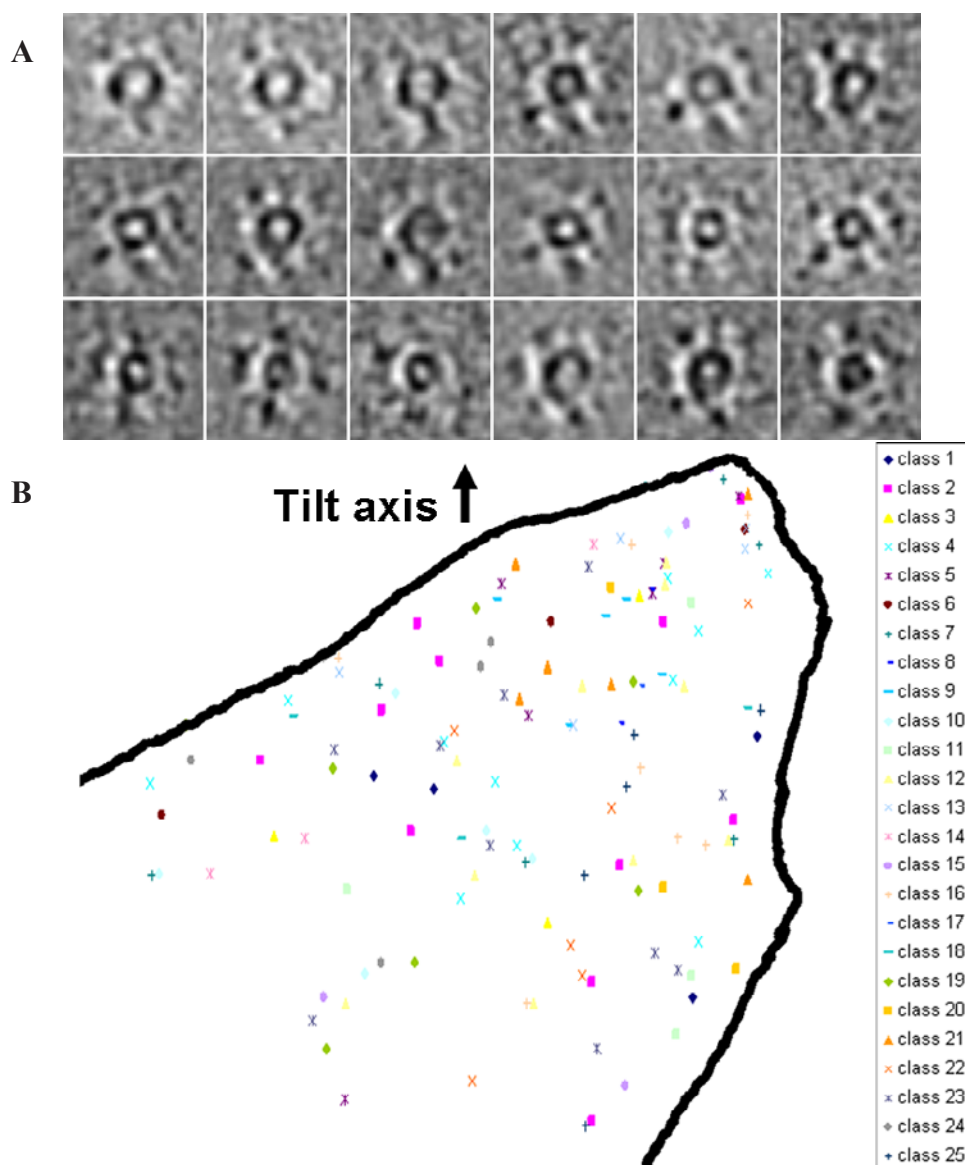 A
B
Tilt axis
class 1
class 2
class 3
class 4
class 5
class 6
class 7
class 8
class 9
class 10
class 11
class 12
class 13
class 14
class 15
class 16
class 17
class 18
class 19
class 20
class 21
class 22
class 23
class 24
class 25